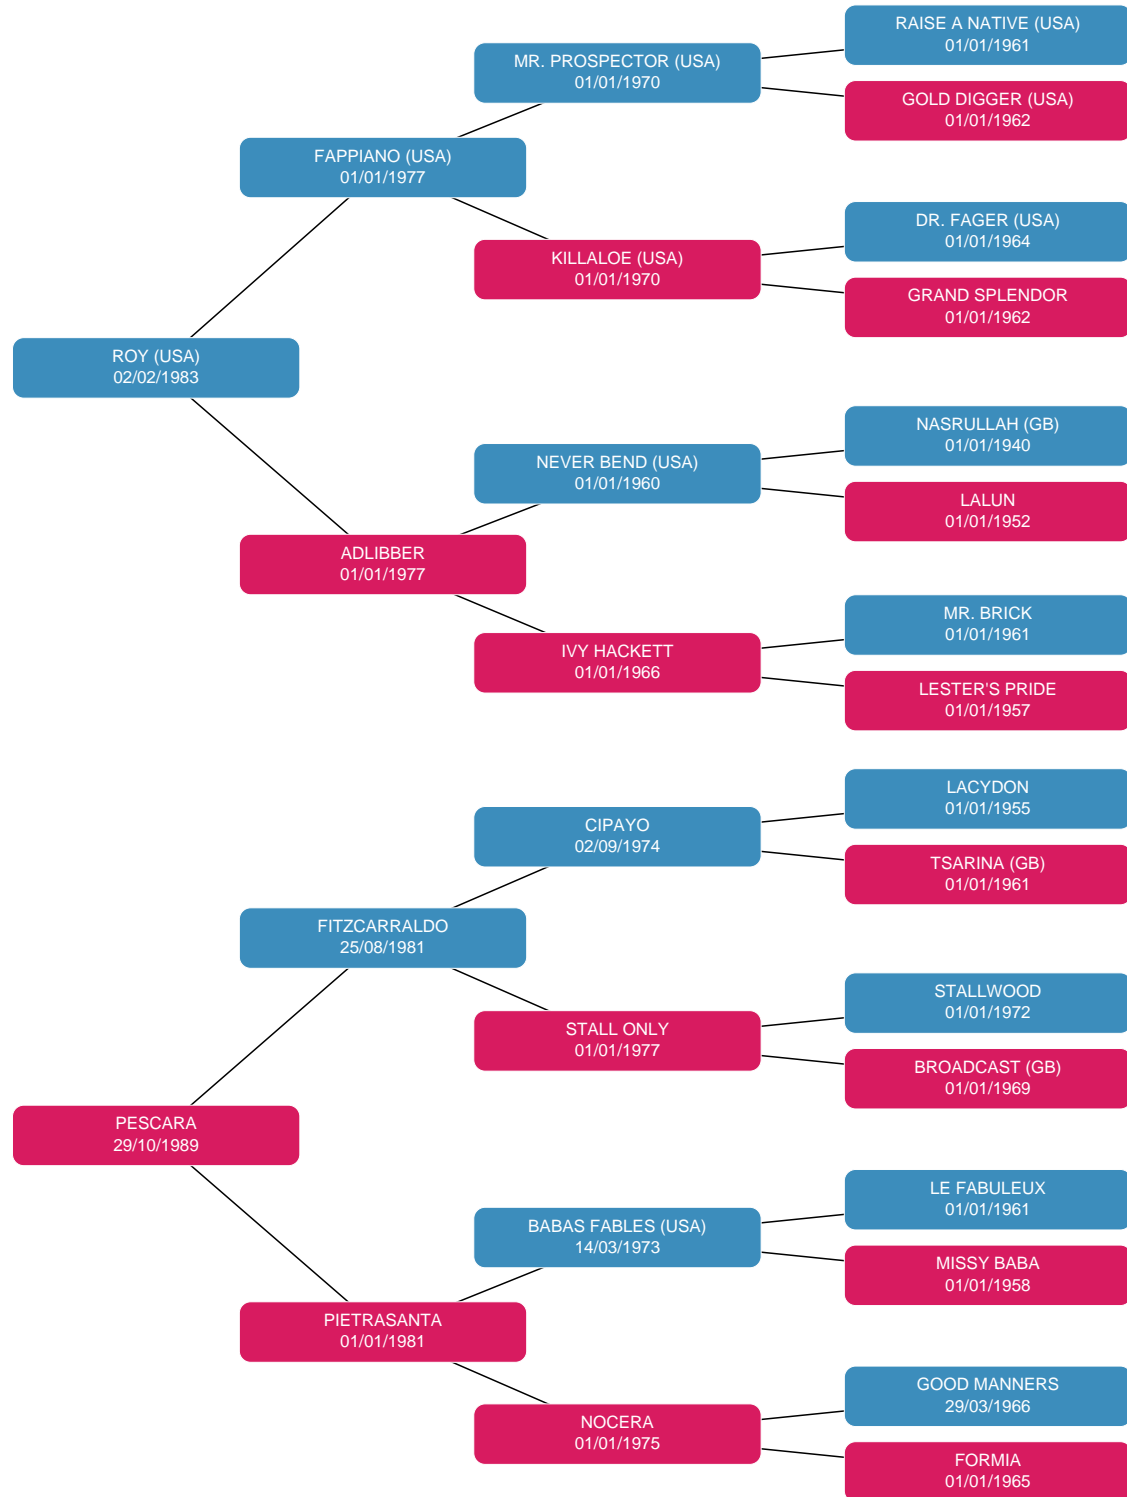 RAISE A NATIVE (USA)
01/01/1961
MR. PROSPECTOR (USA)
01/01/1970
GOLD DIGGER (USA)
01/01/1962
FAPPIANO (USA)
01/01/1977
DR. FAGER (USA)
01/01/1964
KILLALOE (USA)
01/01/1970
GRAND SPLENDOR
01/01/1962
ROY (USA)
02/02/1983
NASRULLAH (GB)
01/01/1940
NEVER BEND (USA)
01/01/1960
LALUN
01/01/1952
ADLIBBER
01/01/1977
MR. BRICK
01/01/1961
IVY HACKETT
01/01/1966
LESTER'S PRIDE
01/01/1957
LACYDON
01/01/1955
CIPAYO
02/09/1974
TSARINA (GB)
01/01/1961
FITZCARRALDO
25/08/1981
STALLWOOD
01/01/1972
STALL ONLY
01/01/1977
BROADCAST (GB)
01/01/1969
PESCARA
29/10/1989
LE FABULEUX
01/01/1961
BABAS FABLES (USA)
14/03/1973
MISSY BABA
01/01/1958
PIETRASANTA
01/01/1981
GOOD MANNERS
29/03/1966
NOCERA
01/01/1975
FORMIA
01/01/1965